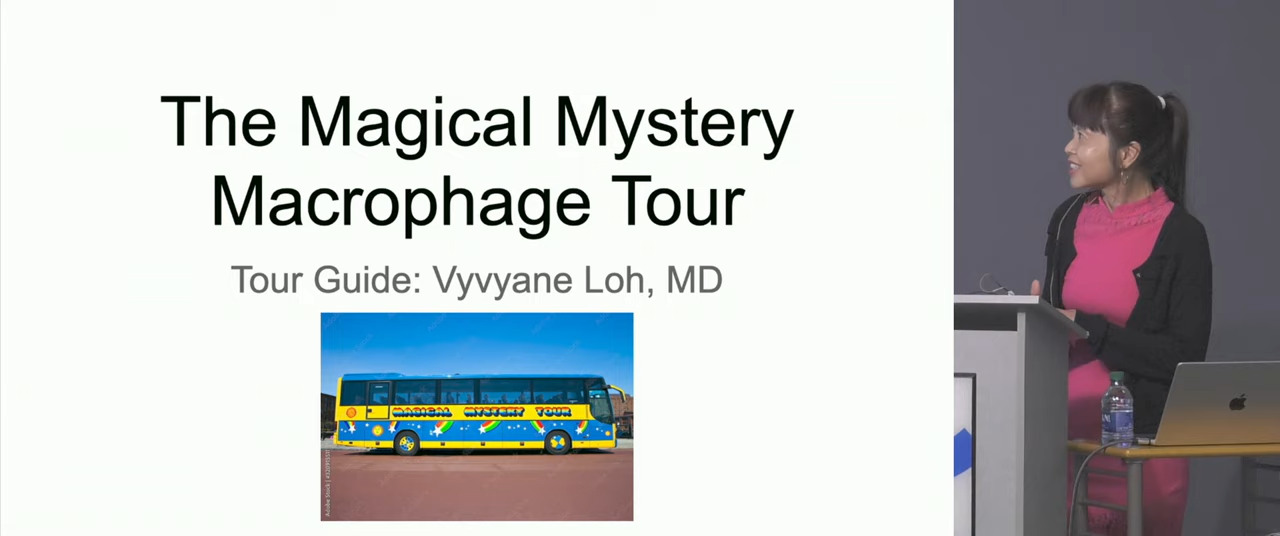 The Magical Mystery
Macrophage Tour
Tour Guide: Vyvyane Loh, MD
MAGICAL MYSTERY TOUR